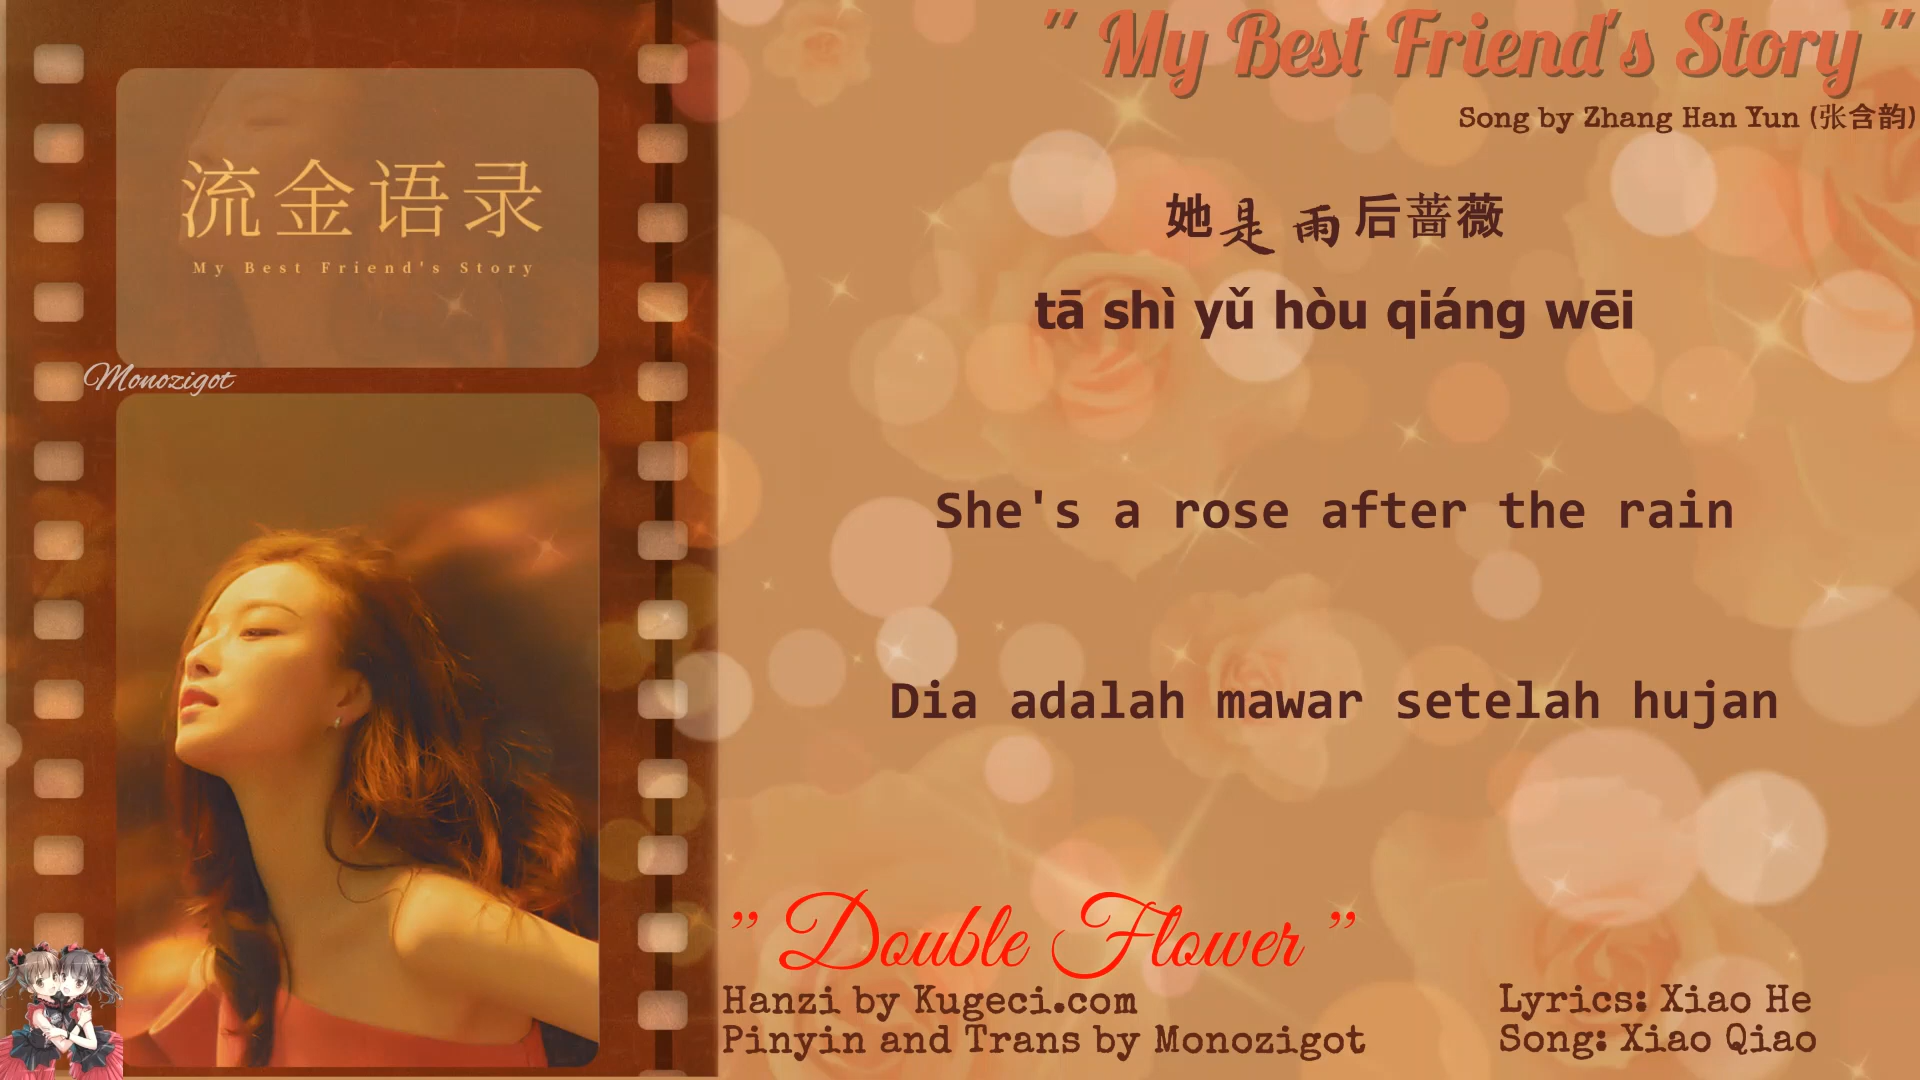 " My Best Friend's Story "
Song by Zhang Han Yun (张含韵)
流金语录
My Best Friend's Story
Monozigot
她是雨后蔷薇
tā shì yǔ hòu qiáng wēi
She's a rose after the rain
Dia adalah mawar setelah hujan
" Double Flower "
Hanzi by Kugeci.com
Pinyin and Trans by Monozigot
Lyrics: Xiao He
Song: Xiao Qiao